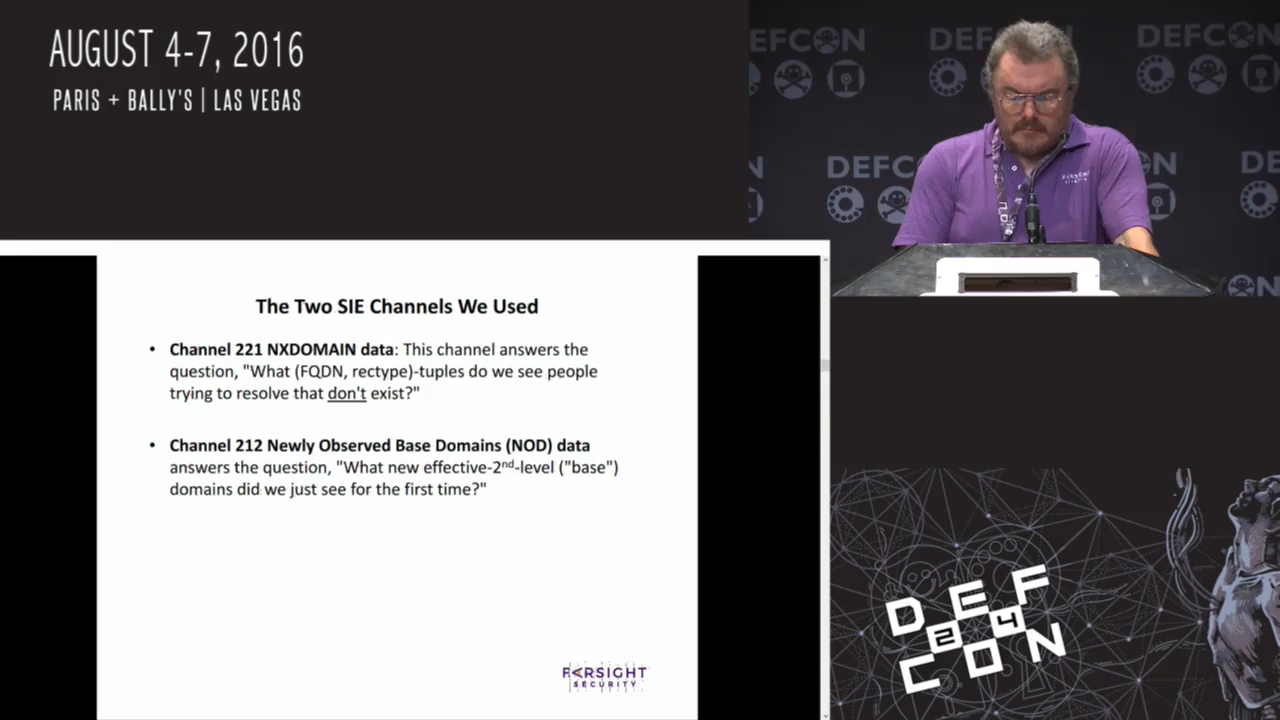 AUGUST 4-7, 2016
PARIS + BALLY'S | LAS VEGAS
DEFCON
DEFCON
DEFCON
DEFC
FARSIGHT
The Two SIE Channels We Used
• Channel 221 NXDOMAIN data: This channel answers the
question, "What (FQDN, rectype)-tuples do we see people
trying to resolve that don't exist?"
• Channel 212 Newly Observed Base Domains (NOD) data
answers the question, "What new effective-2nd-level ("base")
domains did we just see for the first time?"
FARSIGHT
SECURITY
DEF
24
CON